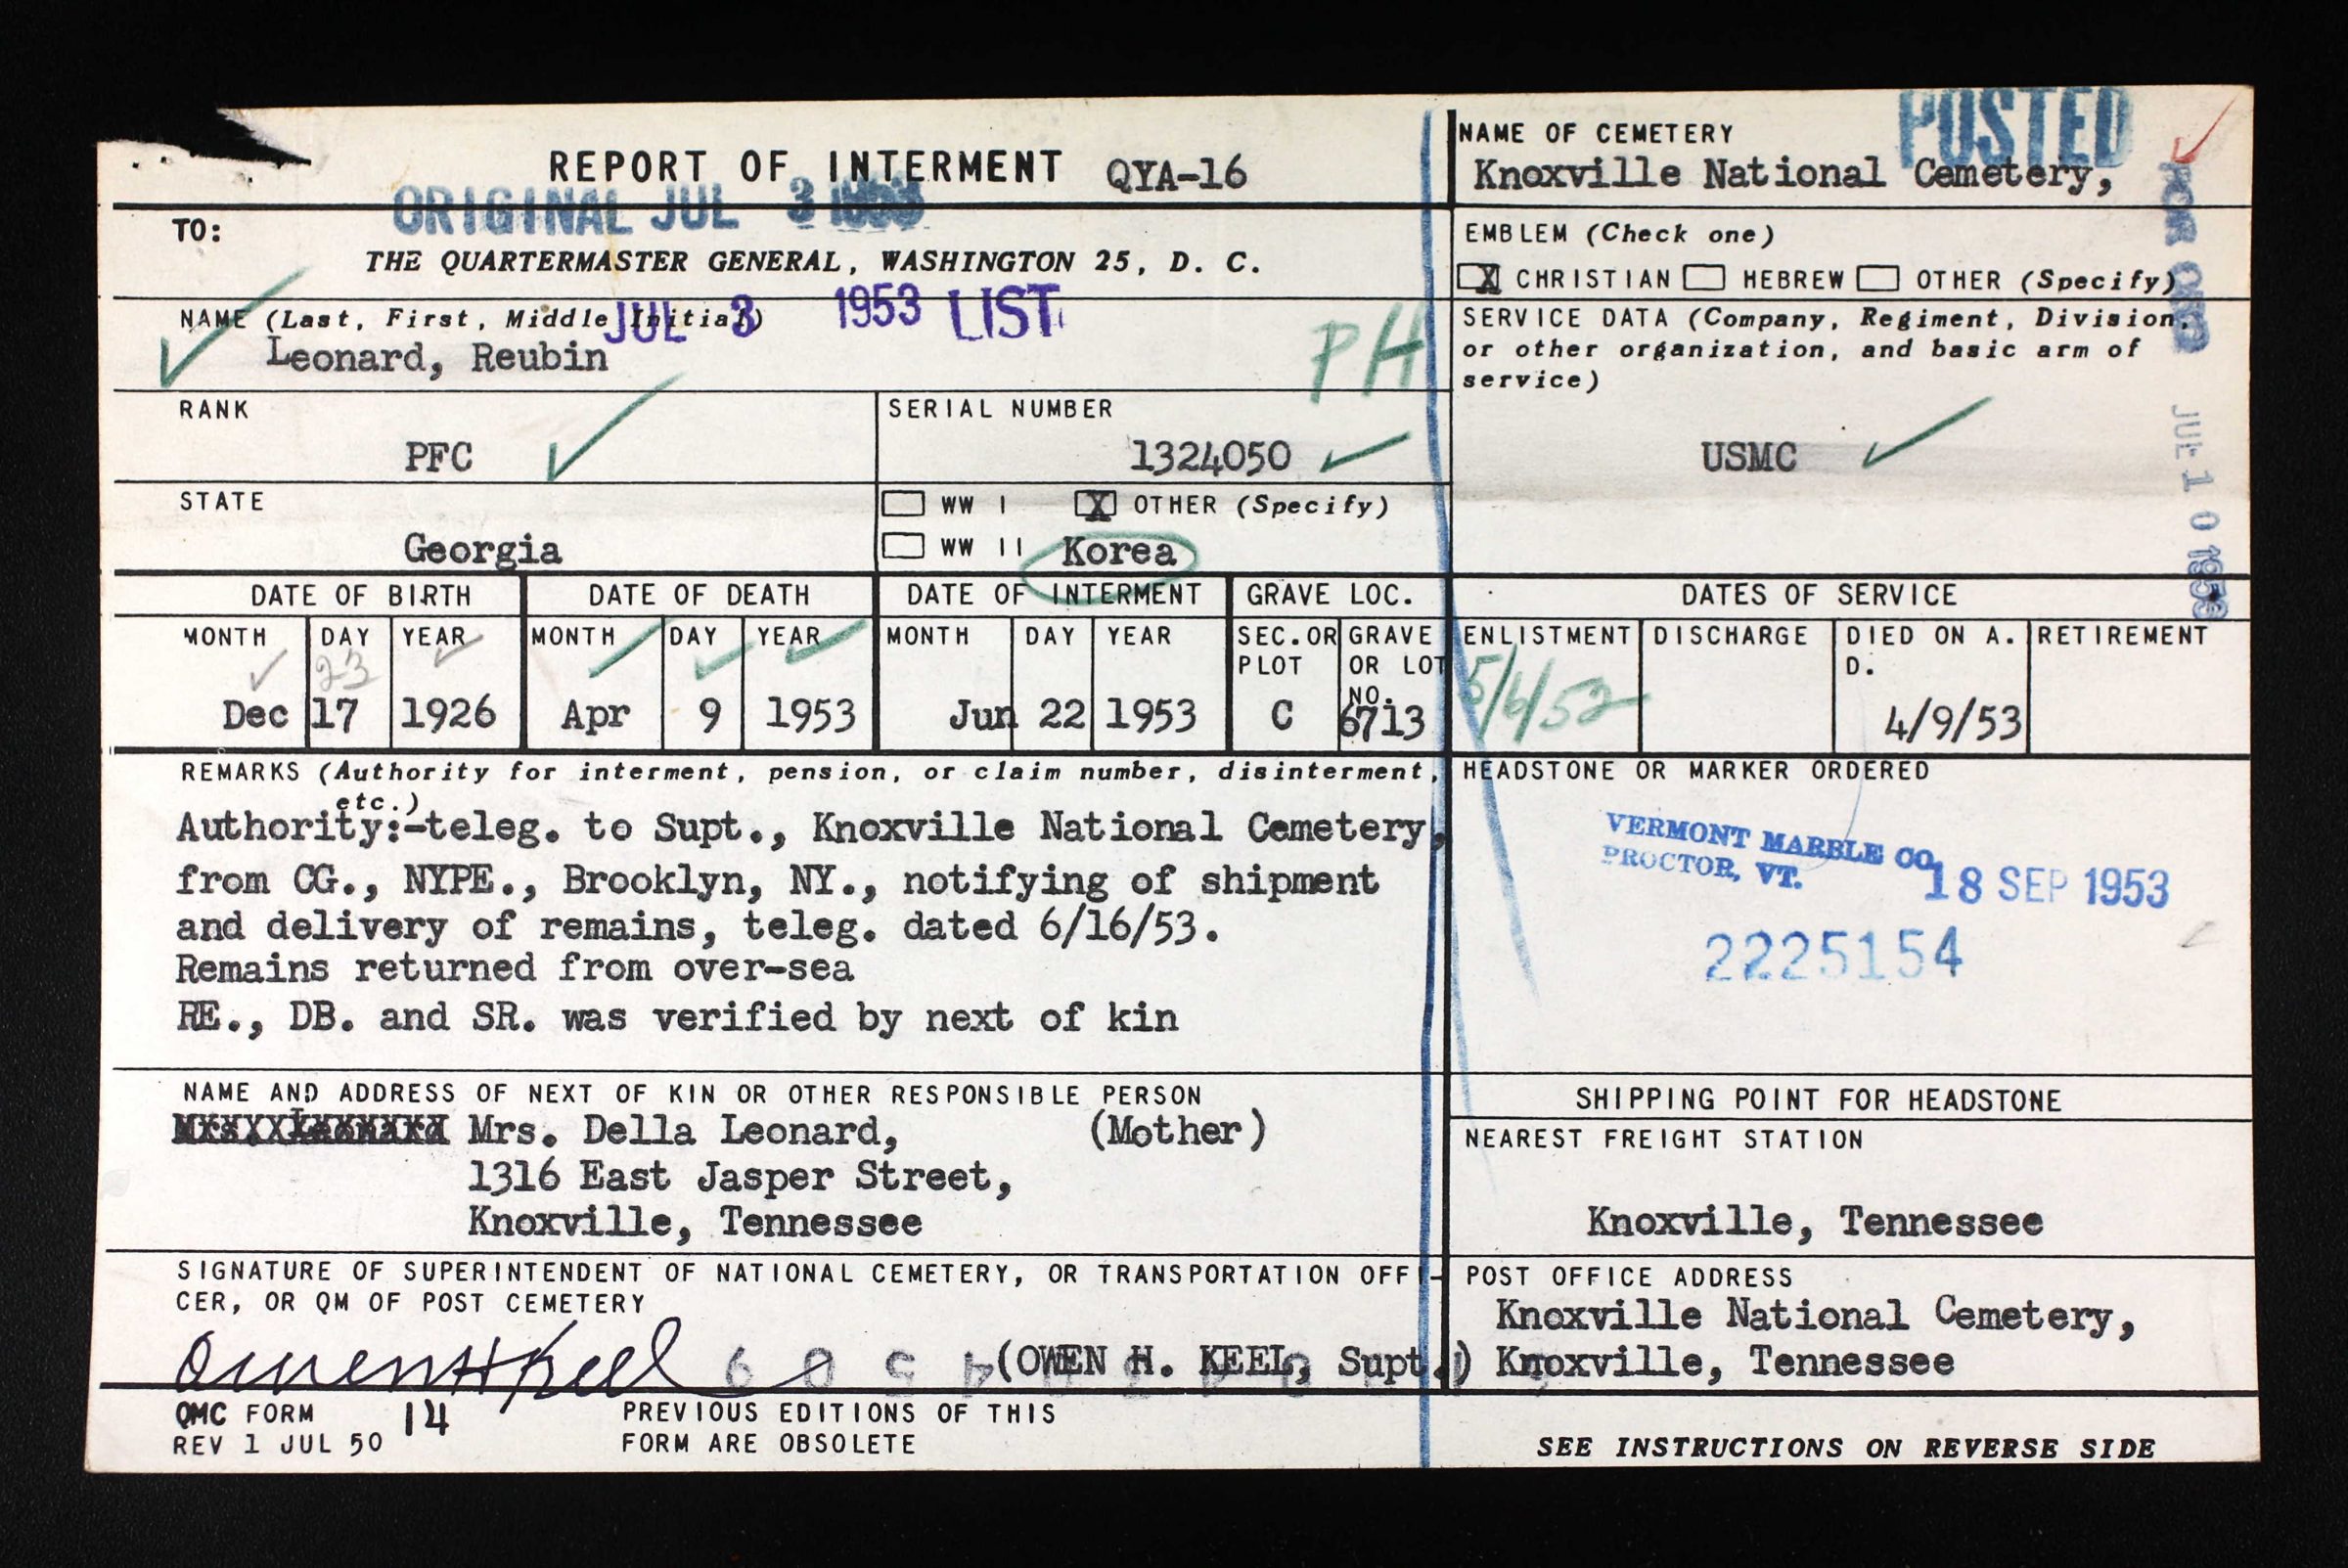 REPORT OF INTERMENT QYA-16
ORIGINAL JUL 3 1953
TO:
THE QUARTERMASTER GENERAL, WASHINGTON 25, D. C.
NAME (Last, First, Middle Initial)
JUL 3 1953 LIST
Leonard, Reubin
PH
RANK
PFC
SERIAL NUMBER
1324050
STATE
Georgia
WW I X OTHER (Specify)
WW II Korea
NAME OF CEMETERY
POSTED
Knoxville National Cemetery,
EMBLEM (Check one)
X CHRISTIAN HEBREW OTHER (Specify)
SERVICE DATA (Company, Regiment, Division,
or other organization, and basic arm of
service)
USMC
JUL 10 1953
DATE OF BIRTH DATE OF DEATH DATE OF INTERMENT GRAVE LOC. DATES OF SERVICE
MONTH DAY YEAR MONTH DAY YEAR MONTH DAY YEAR SEC. OR PLOT GRAVE OR LOT NO. ENLISTMENT DISCHARGE DIED ON A. D. RETIREMENT
23
Dec 17 1926 Apr 9 1953 Jun 22 1953 C 6713 5/6/52 4/9/53
REMARKS (Authority for interment, pension, or claim number, disinterment,
etc.)
Authority:-teleg. to Supt., Knoxville National Cemetery,
from CG., NYPE., Brooklyn, NY., notifying of shipment
and delivery of remains, teleg. dated 6/16/53.
Remains returned from over-sea
RE., DB. and SR. was verified by next of kin
HEADSTONE OR MARKER ORDERED
VERMONT MARBLE CO.
PROCTOR, VT.
18 SEP 1953
2225154
NAME AND ADDRESS OF NEXT OF KIN OR OTHER RESPONSIBLE PERSON
Mrs. Della Leonard, (Mother)
1316 East Jasper Street,
Knoxville, Tennessee
SHIPPING POINT FOR HEADSTONE
NEAREST FREIGHT STATION
Knoxville, Tennessee
SIGNATURE OF SUPERINTENDENT OF NATIONAL CEMETERY, OR TRANSPORTATION OFFI-
CER, OR QM OF POST CEMETERY
Owen H Keel (OWEN H. KEEL, Supt.)
POST OFFICE ADDRESS
Knoxville National Cemetery,
Knoxville, Tennessee
QMC FORM 14
REV 1 JUL 50
PREVIOUS EDITIONS OF THIS
FORM ARE OBSOLETE
SEE INSTRUCTIONS ON REVERSE SIDE